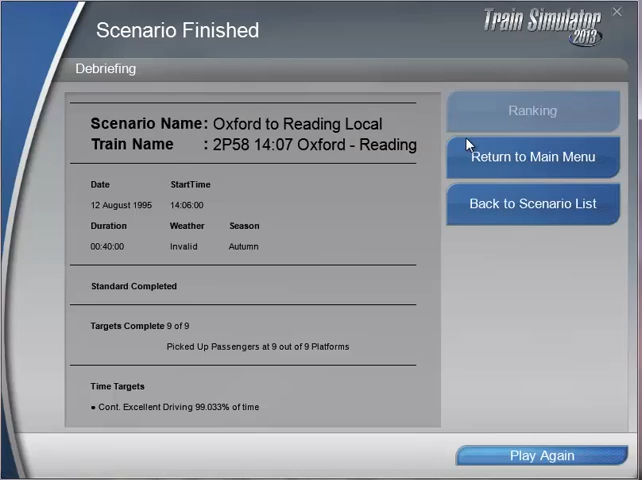 Scenario Finished
Train Simulator
2013
Debriefing
Scenario Name: Oxford to Reading Local
Train Name : 2P58 14:07 Oxford - Reading
Date StartTime
12 August 1995 14:06:00
Duration Weather Season
00:40:00 Invalid Autumn
Standard Completed
Targets Complete 9 of 9
Picked Up Passengers at 9 out of 9 Platforms
Time Targets
● Cont. Excellent Driving 99.033% of time
Ranking
Return to Main Menu
Back to Scenario List
Play Again